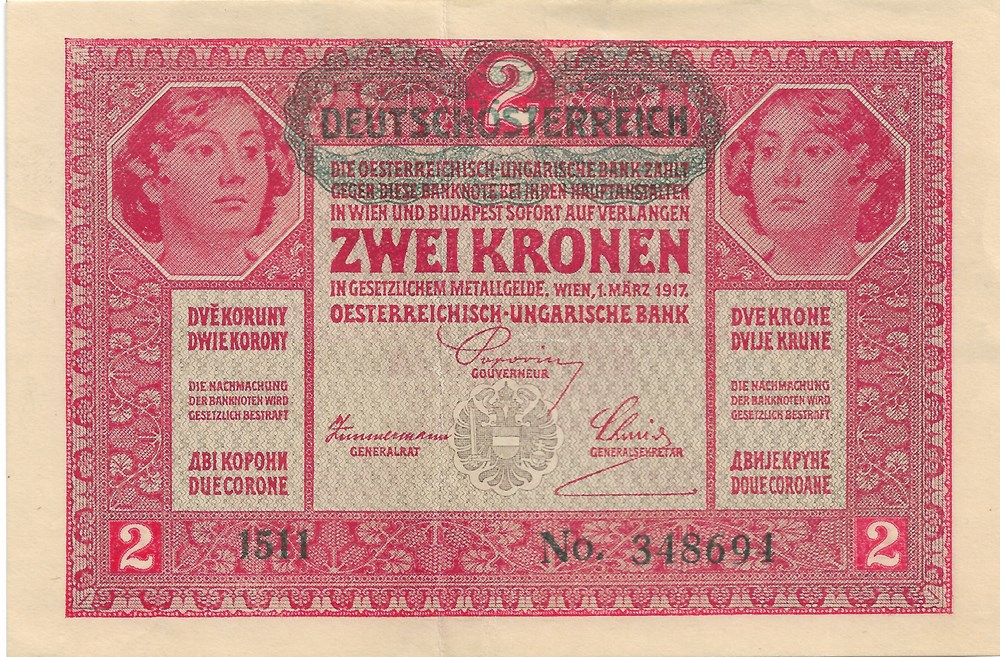 2
DEUTSCHÖSTERREICH
DIE OESTERREICHISCH-UNGARISCHE BANK ZAHLT
GEGEN DIESE BANKNOTE BEI IHREN HAUPTANSTALTEN
IN WIEN UND BUDAPEST SOFORT AUF VERLANGEN
ZWEI KRONEN
IN GESETZLICHEM METALLGELDE. WIEN, 1. MÄRZ 1917.
OESTERREICHISCH-UNGARISCHE BANK
Popovics
GOUVERNEUR
Zimmermann
GENERALRAT
Schmid
GENERALSEKRETÄR
DVĚ KORUNY
DWIE KORONY
DIE NACHMACHUNG
DER BANKNOTEN WIRD
GESETZLICH BESTRAFT
ДВІ КОРОНИ
DUE CORONE
DVE KRONE
DVIJE KRUNE
DIE NACHMACHUNG
DER BANKNOTEN WIRD
GESETZLICH BESTRAFT
ДВИЈЕ КРУНЕ
DOUE COROANE
2
1511
No. 348694
2